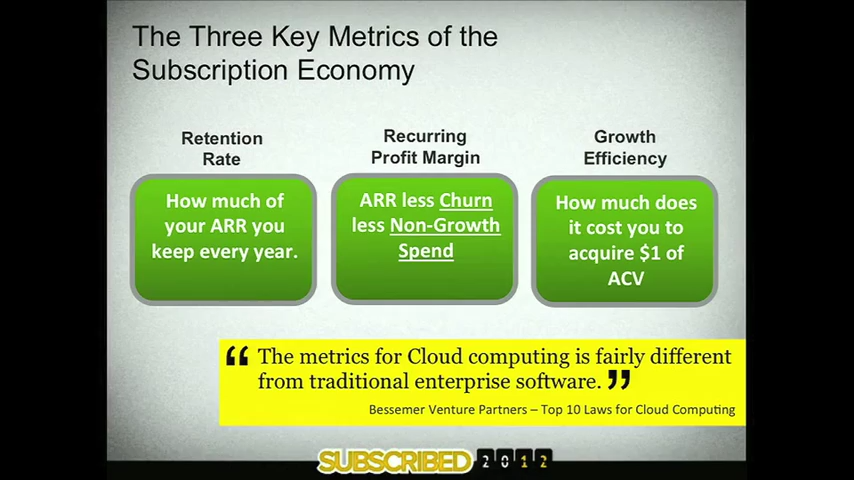 The Three Key Metrics of the
Subscription Economy
Retention
Rate
How much of
your ARR you
keep every year.
Recurring
Profit Margin
ARR less Churn
less Non-Growth
Spend
Growth
Efficiency
How much does
it cost you to
acquire $1 of
ACV
“ The metrics for Cloud computing is fairly different
from traditional enterprise software. ”
Bessemer Venture Partners – Top 10 Laws for Cloud Computing
SUBSCRIBED 2012